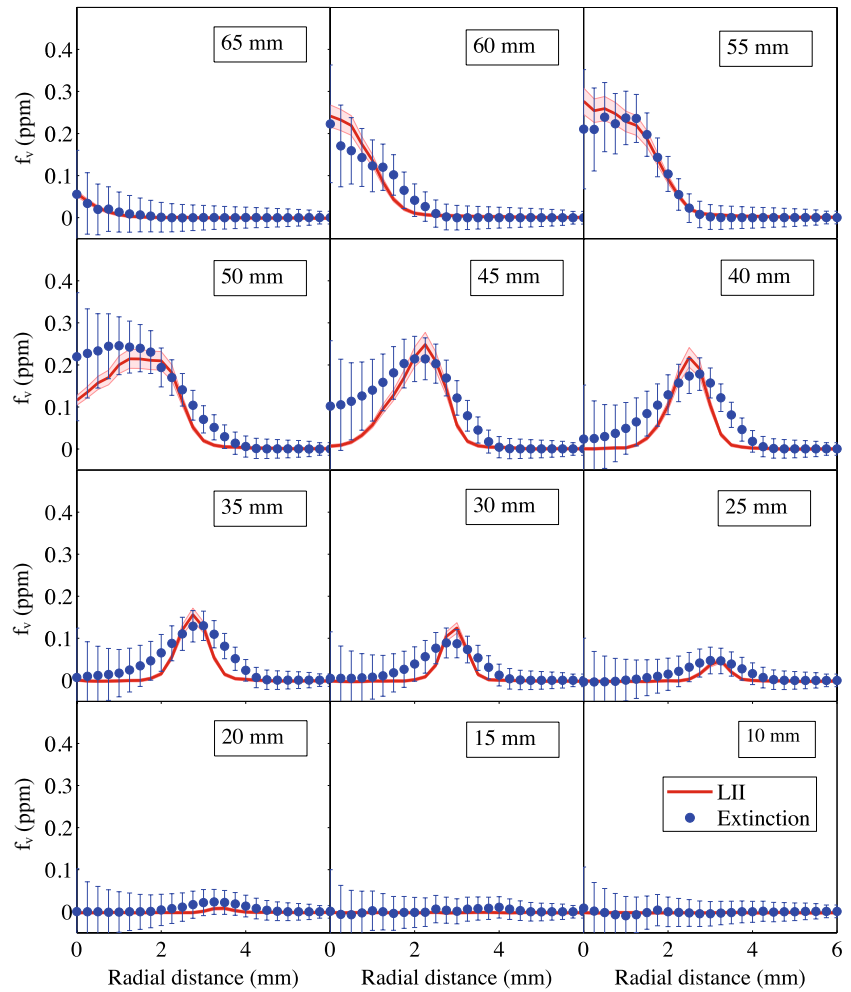 65 mm
60 mm
55 mm
0.4
0.3
0.2
0.1
0
f_v (ppm)
50 mm
45 mm
40 mm
0.4
0.3
0.2
0.1
0
f_v (ppm)
35 mm
30 mm
25 mm
0.4
0.3
0.2
0.1
0
f_v (ppm)
20 mm
15 mm
10 mm
0.4
0.3
0.2
0.1
0
f_v (ppm)
LII
Extinction
0 2 4 0 2 4 0 2 4 6
Radial distance (mm) Radial distance (mm) Radial distance (mm)